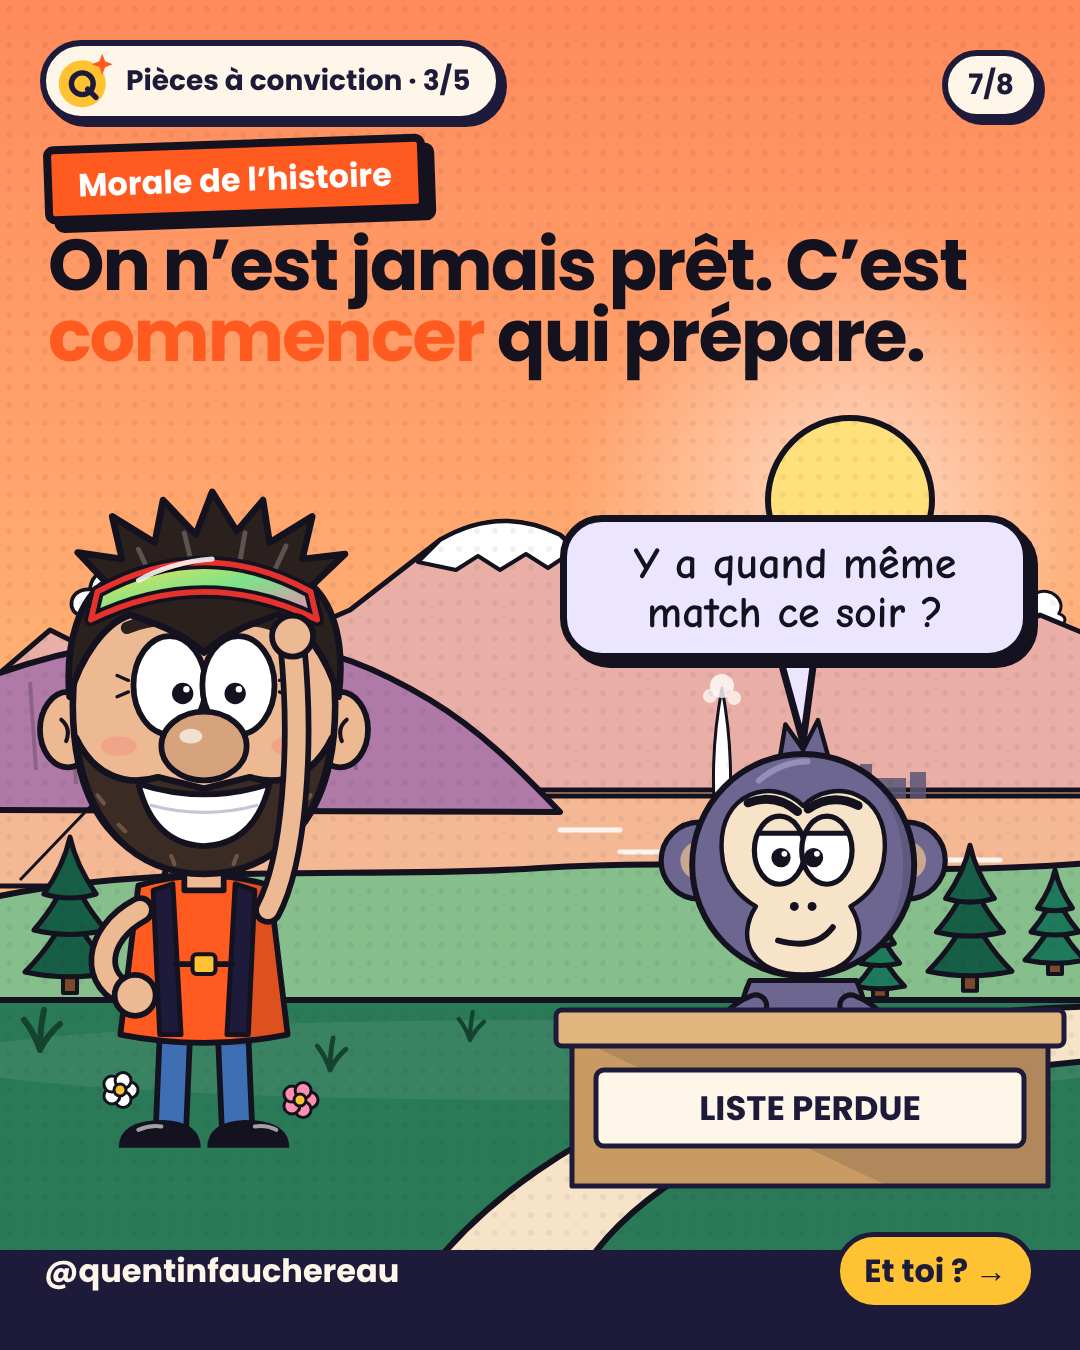 Q
Pièces à conviction · 3/5
7/8
Morale de l’histoire
On n’est jamais prêt. C’est
commencer qui prépare.
Y a quand même
match ce soir ?
LISTE PERDUE
@quentinfauchereau
Et toi ? →